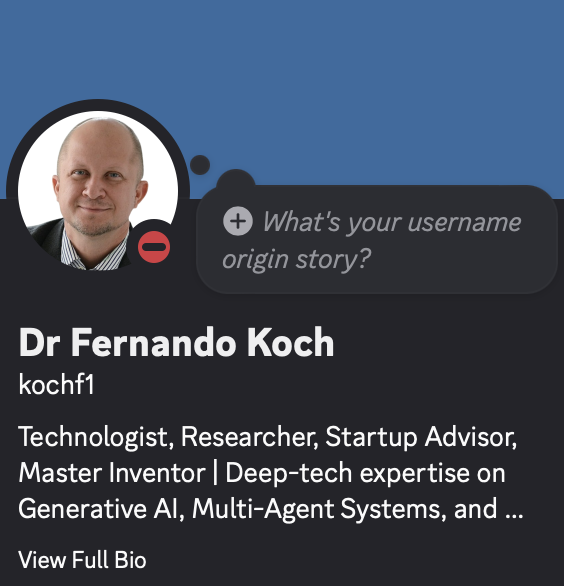 What's your username
origin story?
Dr Fernando Koch
kochf1
Technologist, Researcher, Startup Advisor,
Master Inventor | Deep-tech expertise on
Generative AI, Multi-Agent Systems, and ...
View Full Bio